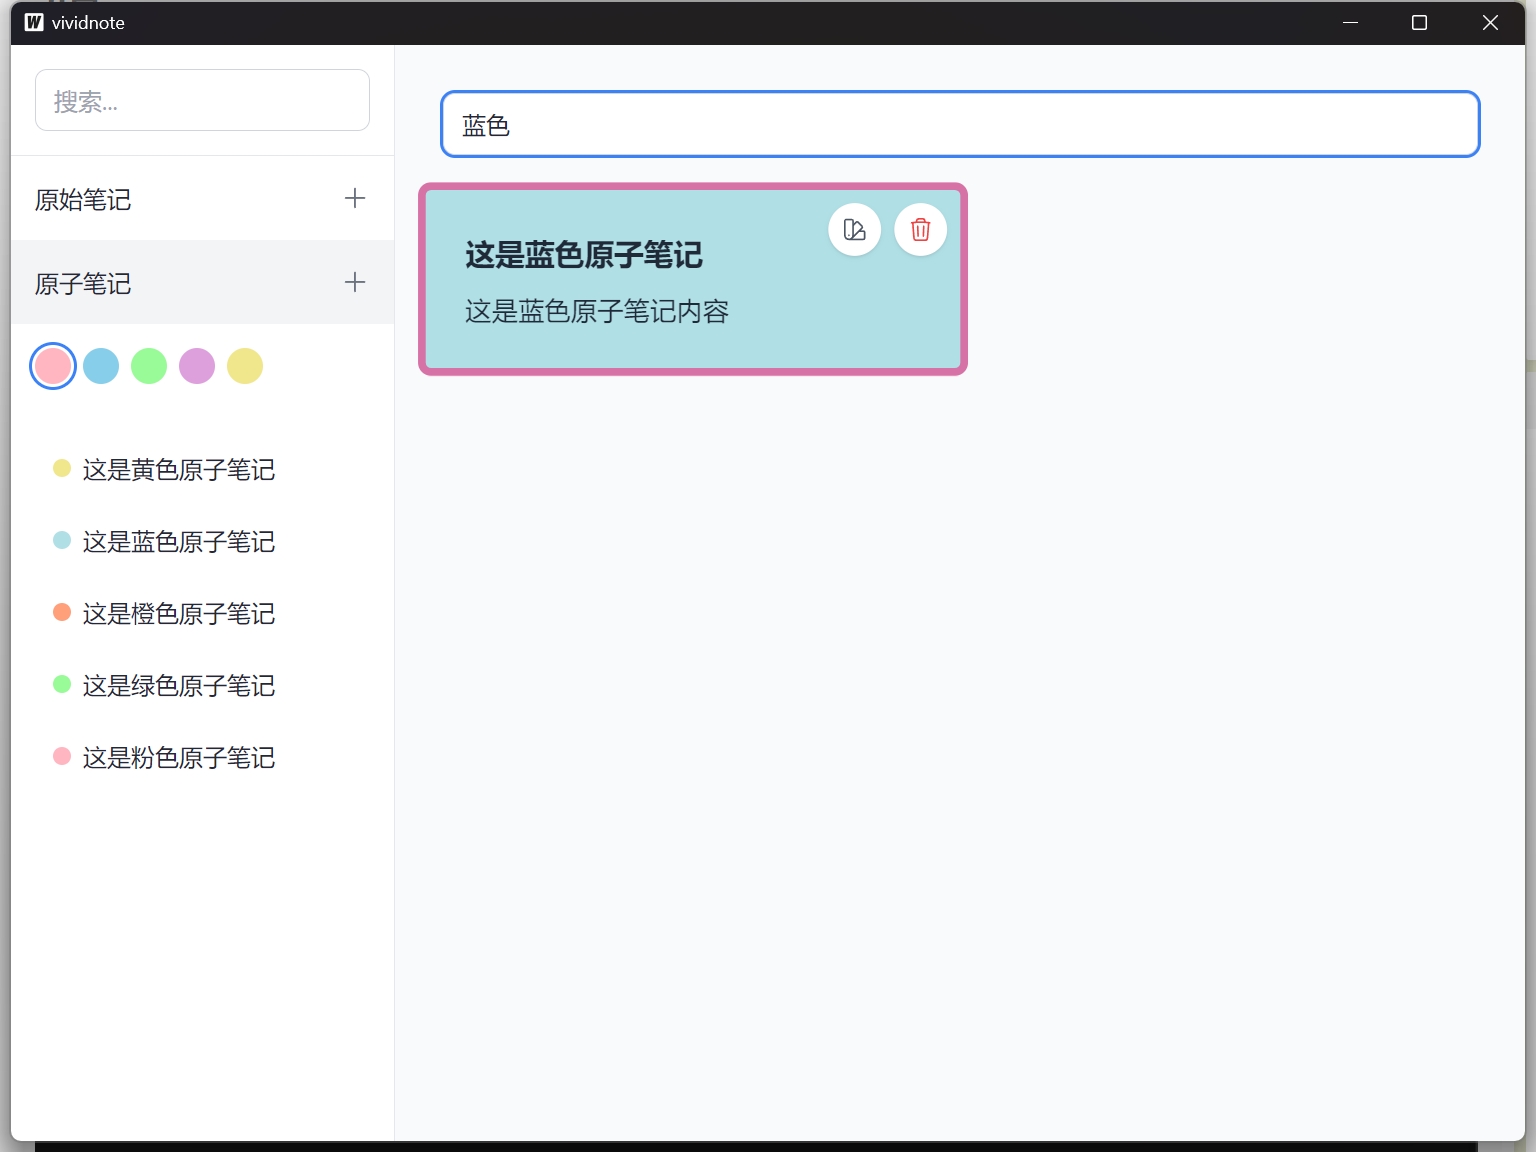 vividnote
搜索...
原始笔记
原子笔记
这是黄色原子笔记
这是蓝色原子笔记
这是橙色原子笔记
这是绿色原子笔记
这是粉色原子笔记
蓝色
这是蓝色原子笔记
这是蓝色原子笔记内容